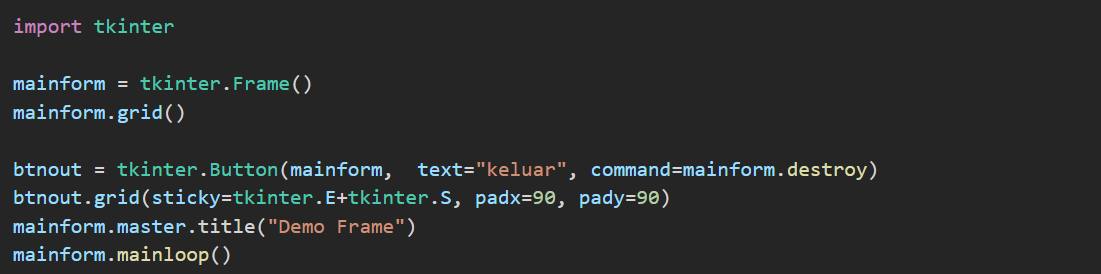 import tkinter

mainform = tkinter.Frame()
mainform.grid()

btnout = tkinter.Button(mainform,  text="keluar", command=mainform.destroy)
btnout.grid(sticky=tkinter.E+tkinter.S, padx=90, pady=90)
mainform.master.title("Demo Frame")
mainform.mainloop()